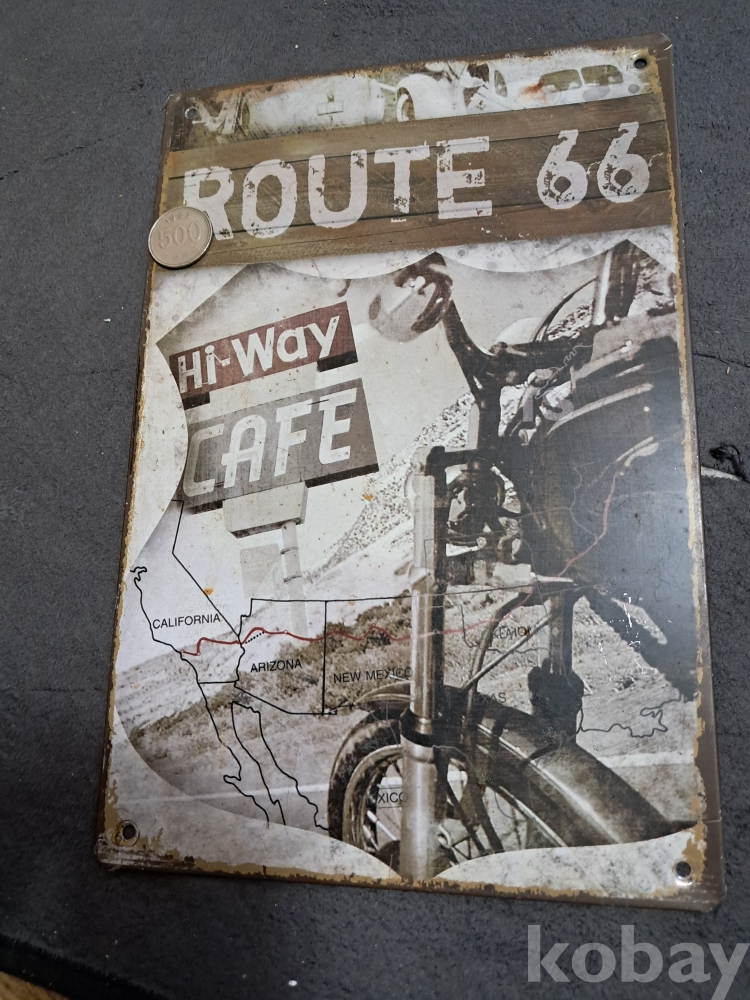 ROUTE 66
500
Hi-Way
CAFE
CALIFORNIA
ARIZONA
NEW MEXICO
kobay